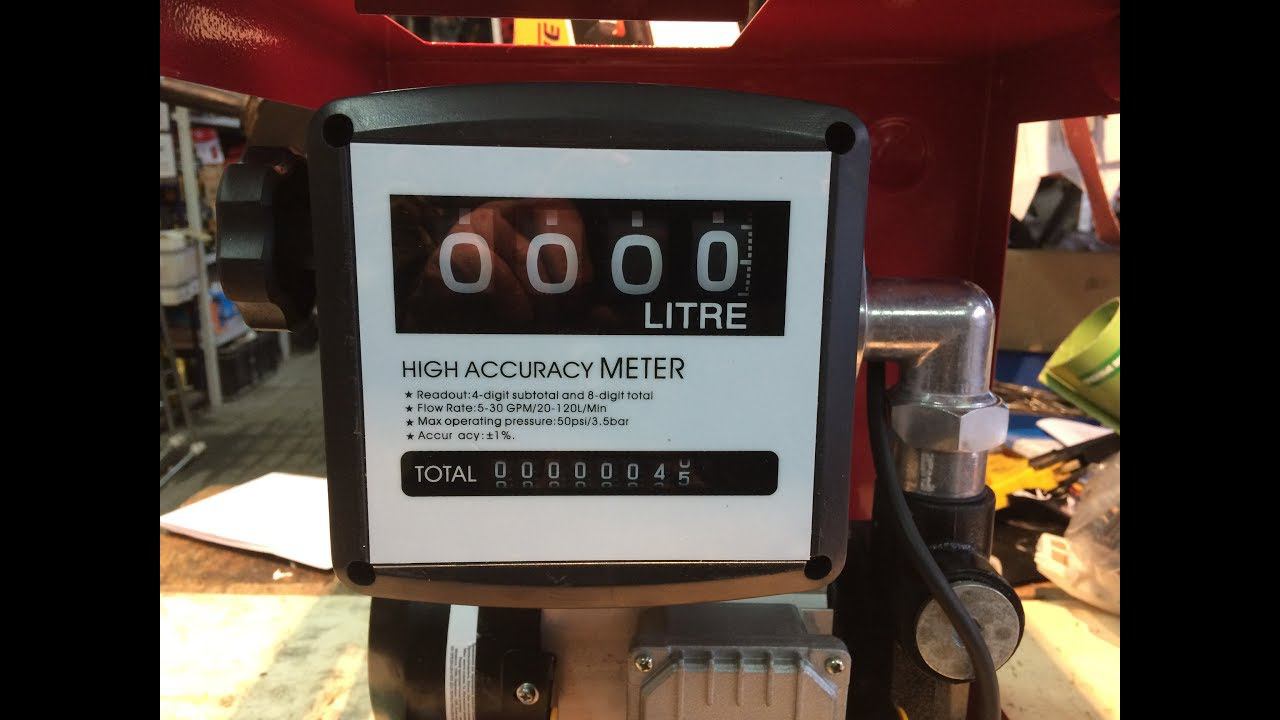 0000
LITRE
HIGH ACCURACY METER
★ Readout:4-digit subtotal and 8-digit total
★ Flow Rate:5-30 GPM/20-120L/Min
★ Max operating pressure:50psi/3.5bar
★ Accur acy:±1%.
TOTAL 00000045